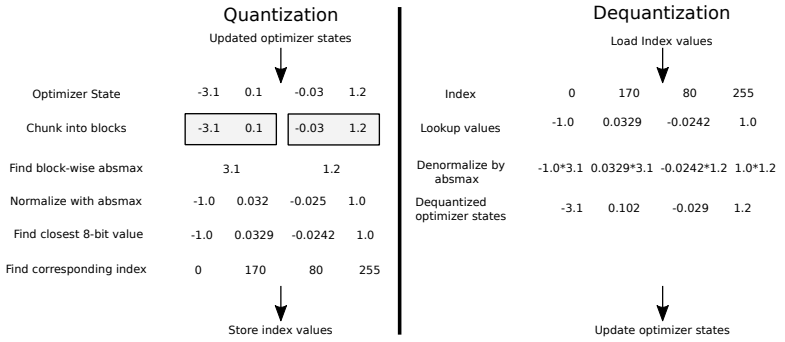 Quantization
Updated optimizer states
Optimizer State -3.1 0.1 -0.03 1.2
Chunk into blocks -3.1 0.1 -0.03 1.2
Find block-wise absmax 3.1 1.2
Normalize with absmax -1.0 0.032 -0.025 1.0
Find closest 8-bit value -1.0 0.0329 -0.0242 1.0
Find corresponding index 0 170 80 255
Store index values
Dequantization
Load Index values
Index 0 170 80 255
Lookup values -1.0 0.0329 -0.0242 1.0
Denormalize by
absmax
-1.0*3.1 0.0329*3.1 -0.0242*1.2 1.0*1.2
Dequantized
optimizer states
-3.1 0.102 -0.029 1.2
Update optimizer states